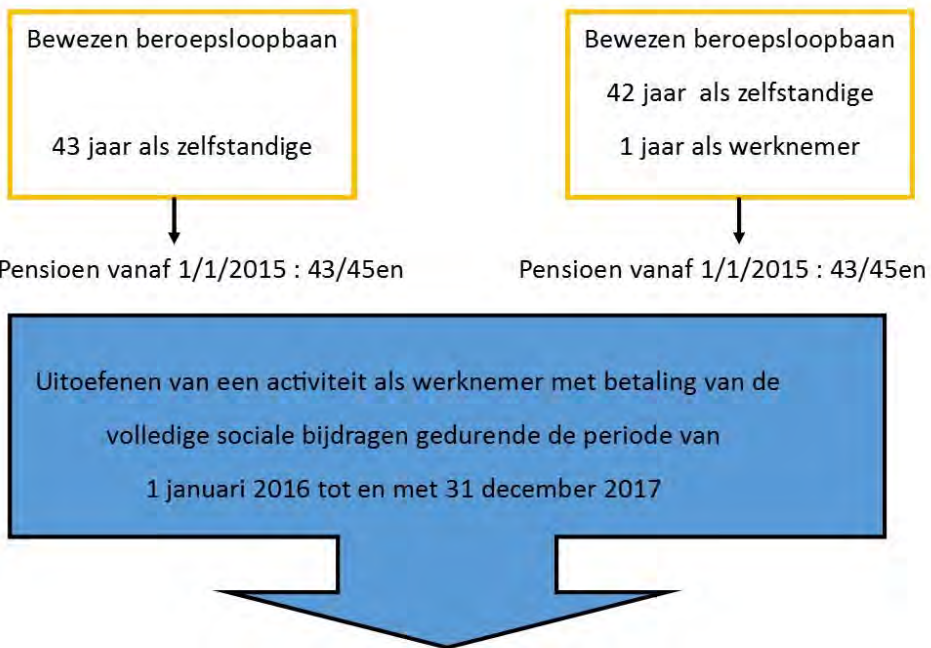 Bewezen beroepsloopbaan
43 jaar als zelfstandige
Bewezen beroepsloopbaan
42 jaar als zelfstandige
1 jaar als werknemer
Pensioen vanaf 1/1/2015 : 43/45en
Pensioen vanaf 1/1/2015 : 43/45en
Uitoefenen van een activiteit als werknemer met betaling van de
volledige sociale bijdragen gedurende de periode van
1 januari 2016 tot en met 31 december 2017